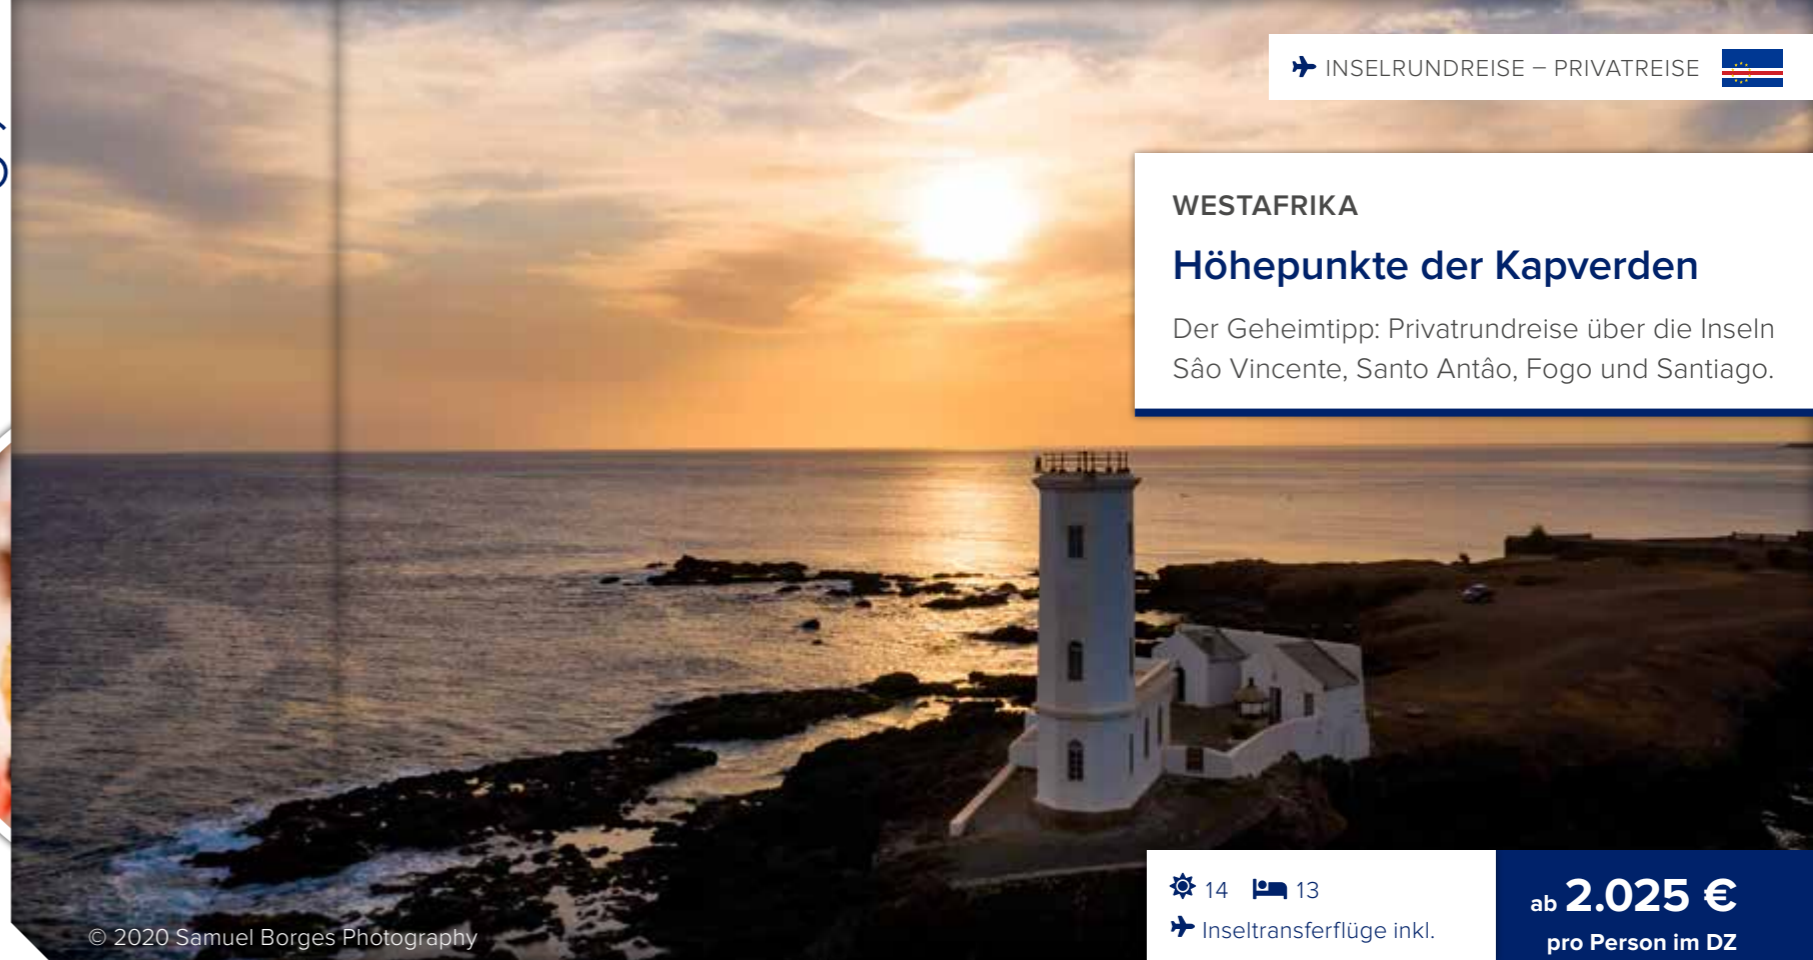 INSELRUNDREISE – PRIVATREISE
WESTAFRIKA
Höhepunkte der Kapverden
Der Geheimtipp: Privatrundreise über die Inseln
Sâo Vincente, Santo Antâo, Fogo und Santiago.
14 13
Inseltransferflüge inkl.
ab 2.025 €
pro Person im DZ
© 2020 Samuel Borges Photography